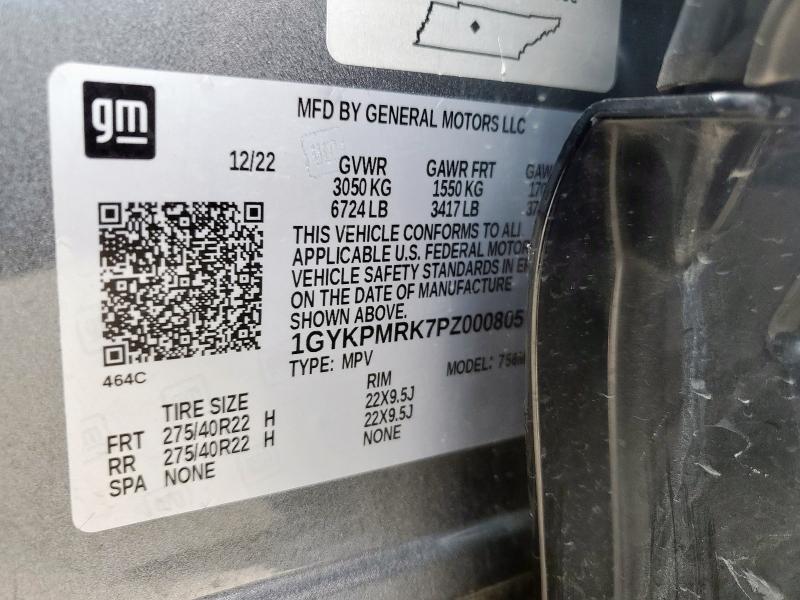 gm
MFD BY GENERAL MOTORS LLC
12/22 GVWR GAWR FRT
3050 KG 1550 KG
6724 LB 3417 LB
THIS VEHICLE CONFORMS TO
APPLICABLE U.S. FEDERAL
VEHICLE SAFETY STANDARDS IN
ON THE DATE OF MANUFACTURE
SHOWN ABOVE.
1GYKPMRK7PZ000805
TYPE: MPV MODEL:
464C
TIRE SIZE RIM
FRT 275/40R22 H 22X9.5J
RR 275/40R22 H 22X9.5J
SPA NONE NONE